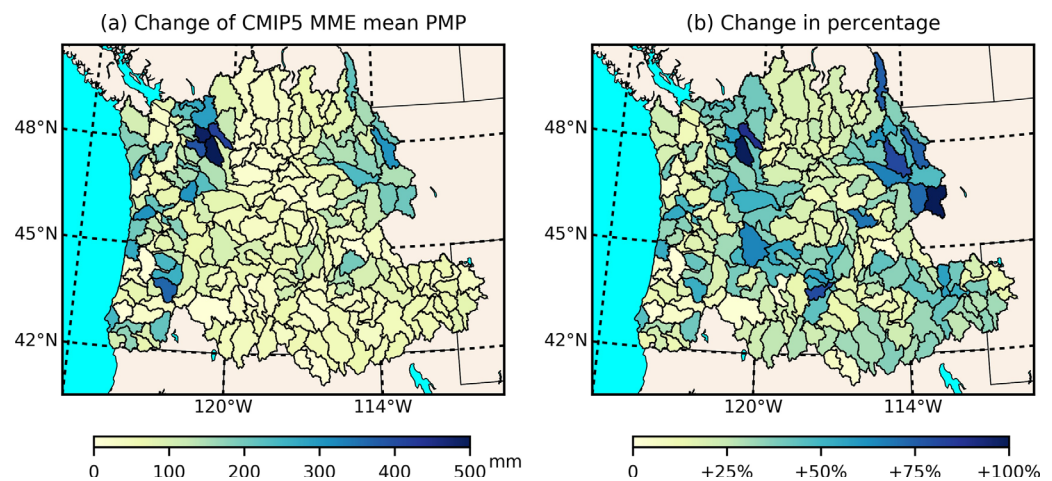 (a) Change of CMIP5 MME mean PMP
(b) Change in percentage
48°N
45°N
42°N
120°W
114°W
48°N
45°N
42°N
120°W
114°W
0 100 200 300 400 500 mm
0 +25% +50% +75% +100%